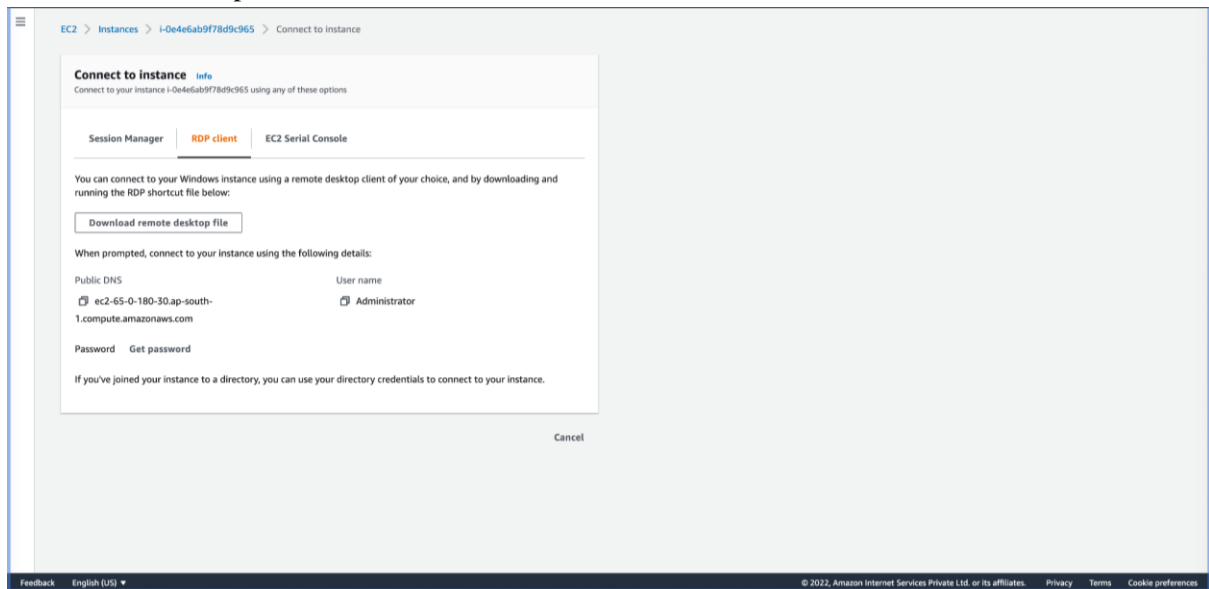 EC2 > Instances > i-0e4e6ab9f78d9c965 > Connect to instance
Connect to instance Info
Connect to your instance i-0e4e6ab9f78d9c965 using any of these options
Session Manager RDP client EC2 Serial Console
You can connect to your Windows instance using a remote desktop client of your choice, and by downloading and
running the RDP shortcut file below:
Download remote desktop file
When prompted, connect to your instance using the following details:
Public DNS User name
ec2-65-0-180-30.ap-south- Administrator
1.compute.amazonaws.com
Password Get password
If you've joined your instance to a directory, you can use your directory credentials to connect to your instance.
Cancel
Feedback English (US) © 2022, Amazon Internet Services Private Ltd. or its affiliates. Privacy Terms Cookie preferences